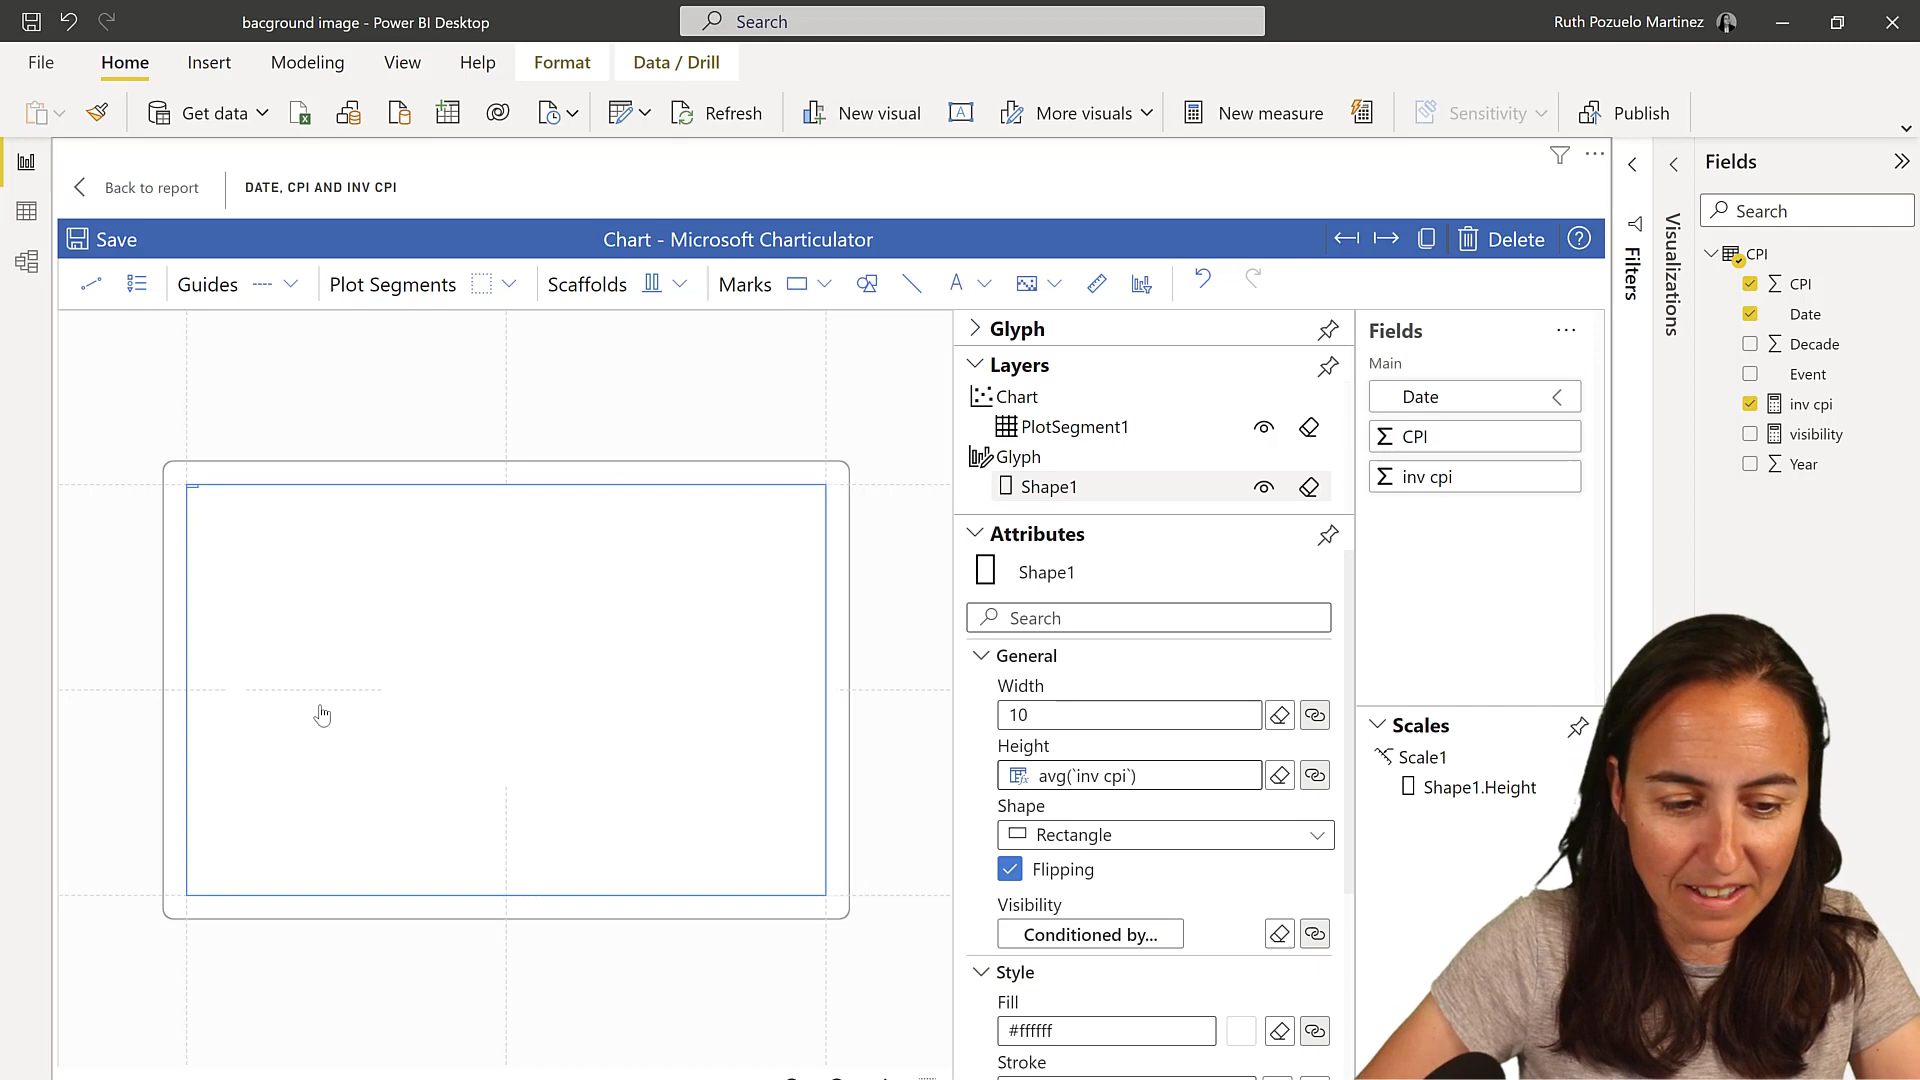 bacground image - Power BI Desktop
Search
Ruth Pozuelo Martinez
File
Home
Insert
Modeling
View
Help
Format
Data / Drill
Get data
Refresh
New visual
More visuals
New measure
Sensitivity
Publish
Back to report
DATE, CPI AND INV CPI
Save
Chart - Microsoft Charticulator
Delete
Guides
Plot Segments
Scaffolds
Marks
Glyph
Layers
Chart
PlotSegment1
Glyph
Shape1
Attributes
Shape1
Search
General
Width
10
Height
avg(`inv cpi`)
Shape
Rectangle
Flipping
Visibility
Conditioned by...
Style
Fill
#ffffff
Stroke
Fields
Main
Date
CPI
inv cpi
Scales
Scale1
Shape1.Height
Filters
Visualizations
Fields
Search
CPI
CPI
Date
Decade
Event
inv cpi
visibility
Year